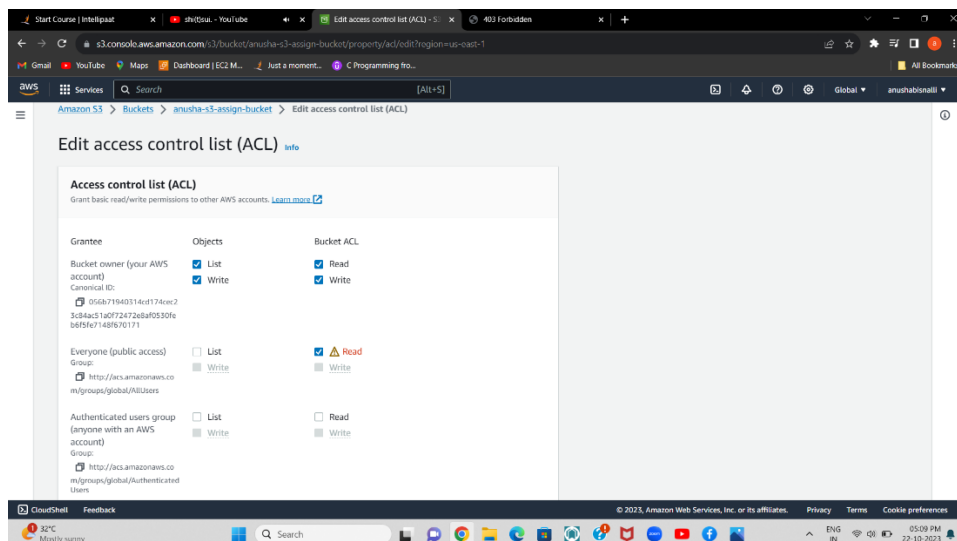 Start Course | Intellipaat
shi(t)sui. - YouTube
Edit access control list (ACL) - S3
403 Forbidden
s3.console.aws.amazon.com/s3/bucket/anusha-s3-assign-bucket/property/acl/edit?region=us-east-1
Gmail YouTube Maps Dashboard | EC2 M... Just a moment... C Programming fro... All Bookmarks
aws Services Search [Alt+S] Global anushabisnalli
Amazon S3 > Buckets > anusha-s3-assign-bucket > Edit access control list (ACL)
Edit access control list (ACL) Info
Access control list (ACL)
Grant basic read/write permissions to other AWS accounts. Learn more
Grantee Objects Bucket ACL
Bucket owner (your AWS List Read
account) Write Write
Canonical ID:
056b71940314cd174cec2
3c84ac51a0f72472e8af0530fe
b6f5fe7148f670171
Everyone (public access) List Read
Group: Write Write
http://acs.amazonaws.co
m/groups/global/AllUsers
Authenticated users group List Read
(anyone with an AWS Write Write
account)
Group:
http://acs.amazonaws.co
m/groups/global/Authenticated
Users
CloudShell Feedback © 2023, Amazon Web Services, Inc. or its affiliates. Privacy Terms Cookie preferences
32°C
Mostly sunny
Search
ENG
IN
05:09 PM
22-10-2023